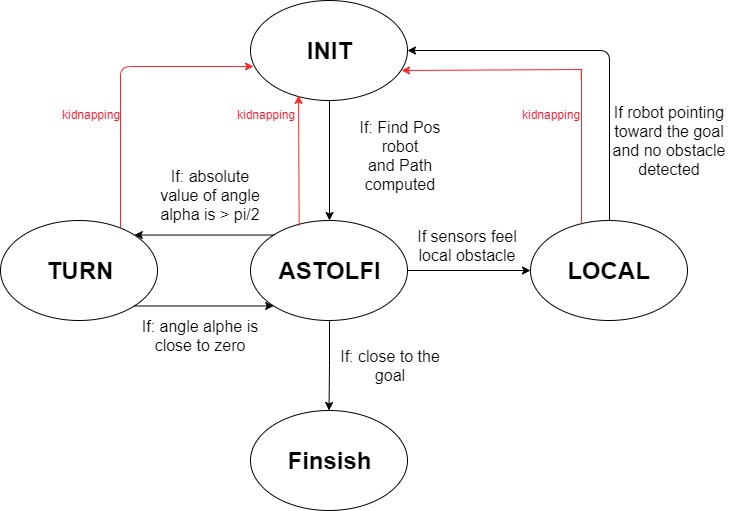 INIT
kidnapping
kidnapping
kidnapping
If robot pointing
toward the goal
and no obstacle
detected
If: Find Pos
robot
and Path
computed
If: absolute
value of angle
alpha is > pi/2
If sensors feel
local obstacle
TURN
ASTOLFI
LOCAL
If: angle alphe is
close to zero
If: close to the
goal
Finsish